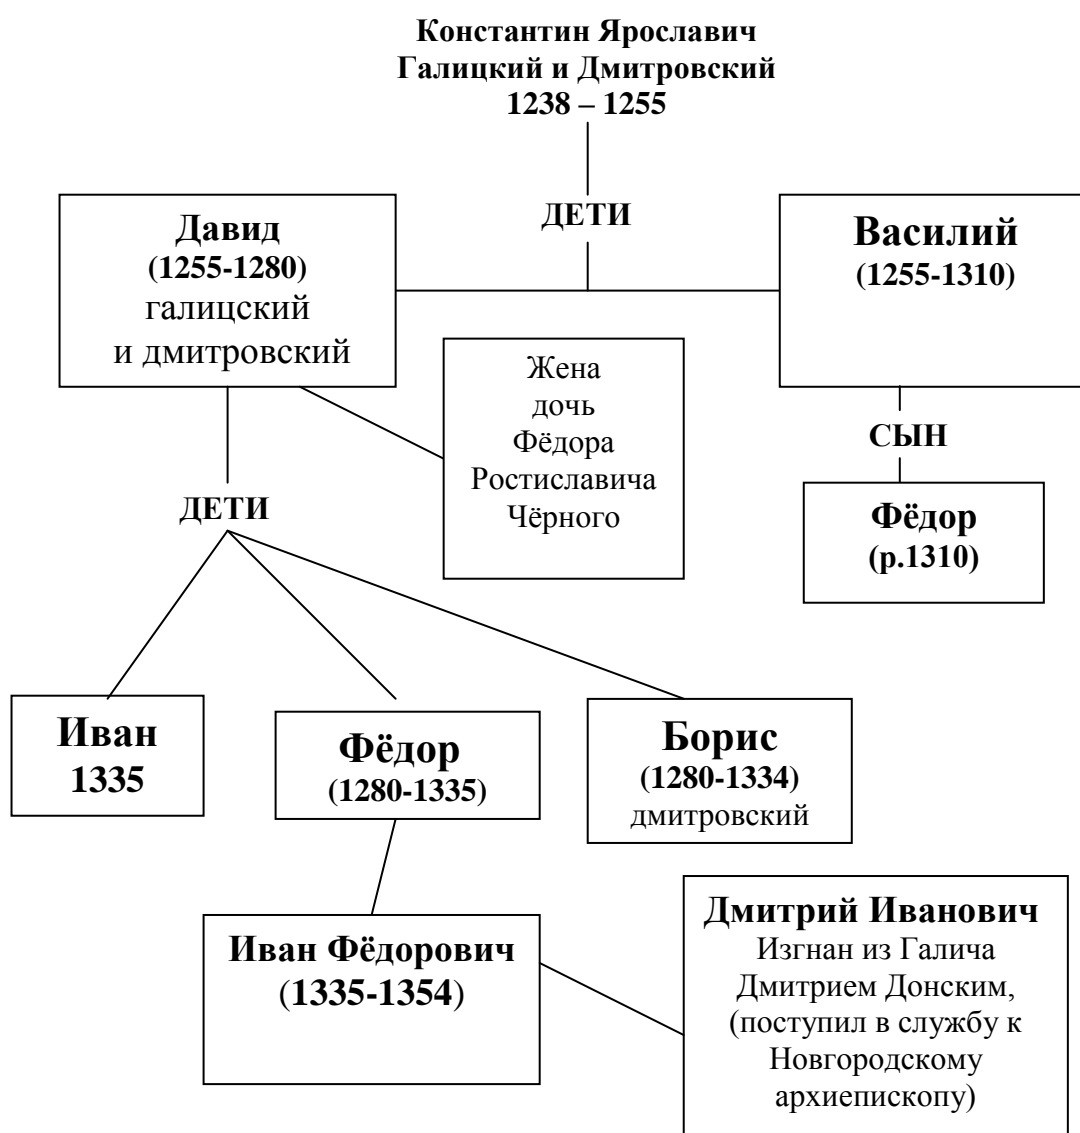 Константин Ярославич
Галицкий и Дмитровский
1238 – 1255
ДЕТИ
Давид
(1255-1280)
галицский
и дмитровский
Василий
(1255-1310)
Жена
дочь
Фёдора
Ростиславича
Чёрного
СЫН
Фёдор
(р.1310)
ДЕТИ
Иван
1335
Фёдор
(1280-1335)
Борис
(1280-1334)
дмитровский
Иван Фёдорович
(1335-1354)
Дмитрий Иванович
Изгнан из Галича
Дмитрием Донским,
(поступил в службу к
Новгородскому
архиепископу)